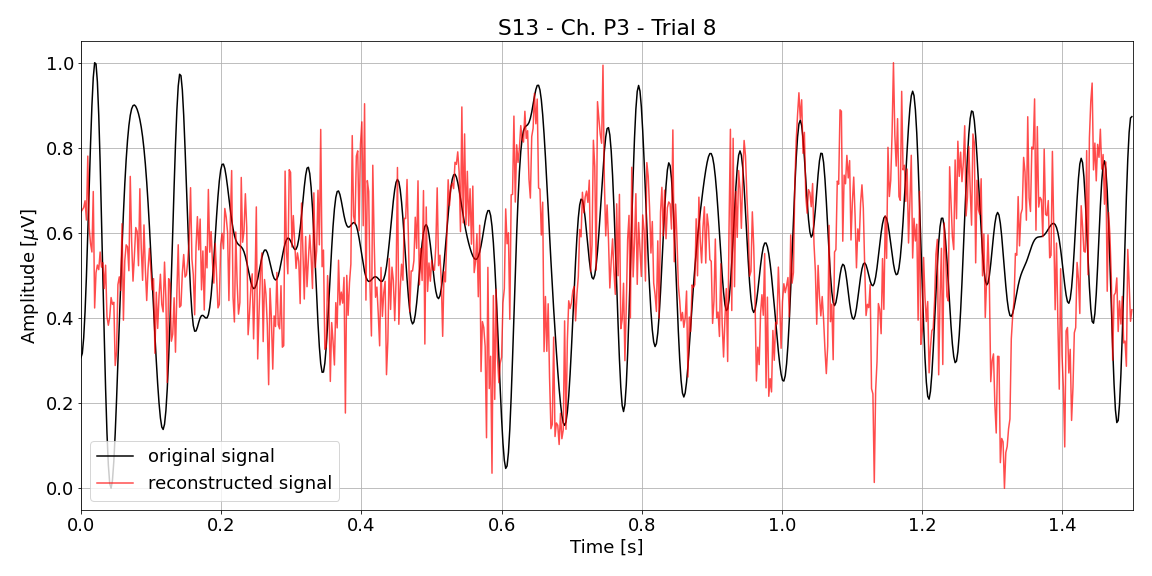 S13 - Ch. P3 - Trial 8
Amplitude [μV]
1.0
0.8
0.6
0.4
0.2
0.0
original signal
reconstructed signal
0.0 0.2 0.4 0.6 0.8 1.0 1.2 1.4
Time [s]